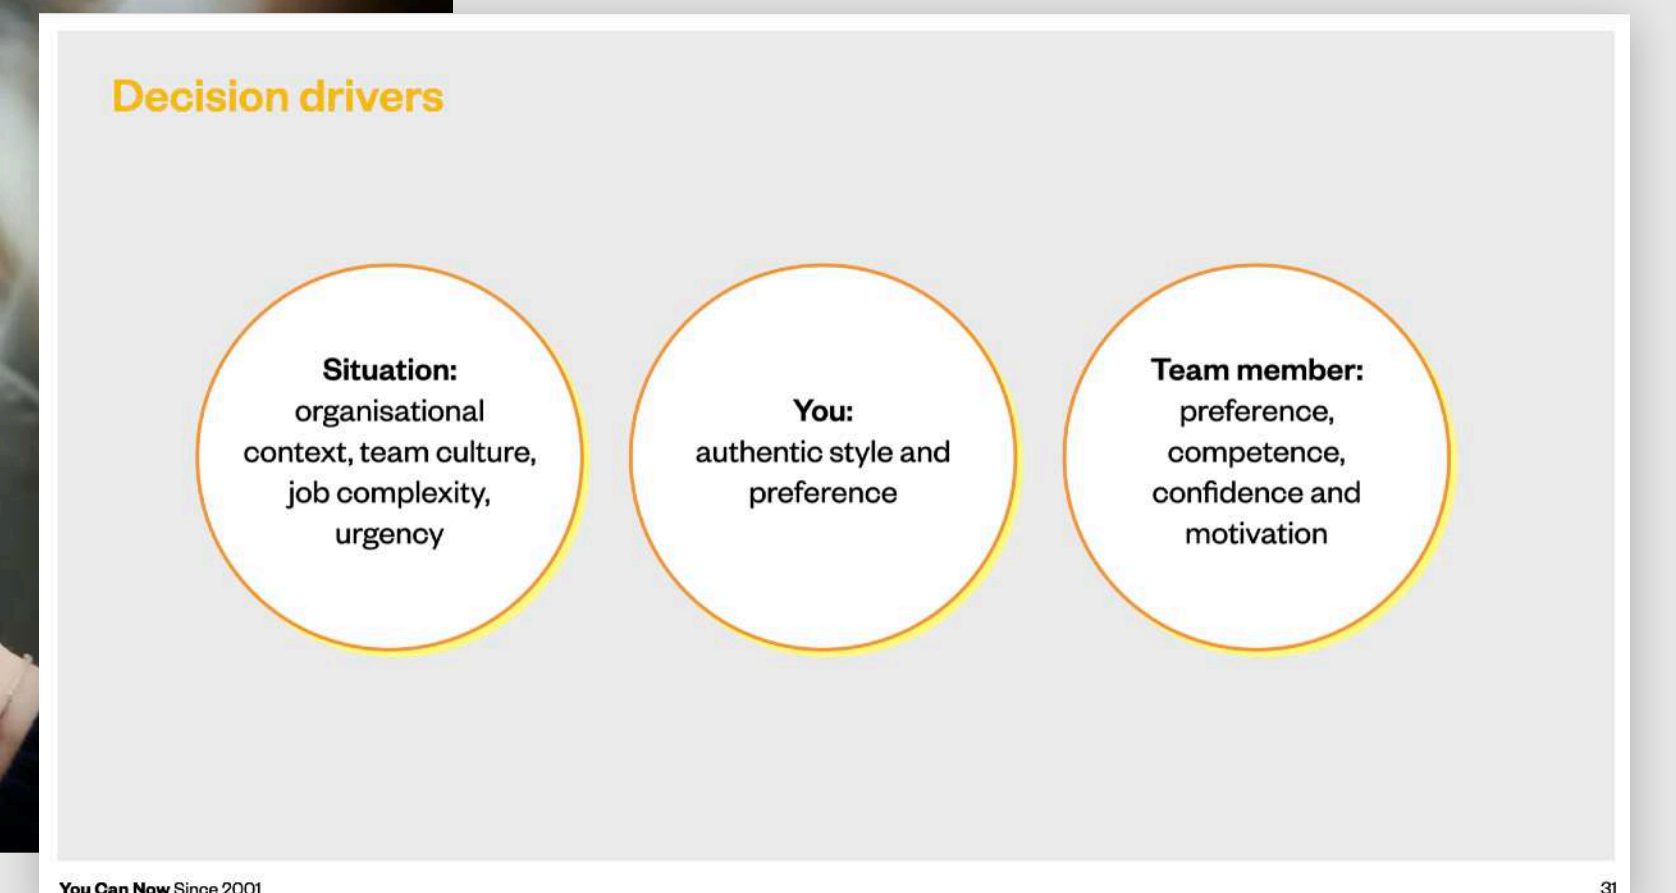 Decision drivers
Situation:
organisational
context, team culture,
job complexity,
urgency
You:
authentic style and
preference
Team member:
preference,
competence,
confidence and
motivation
You Can Now Since 2001
31